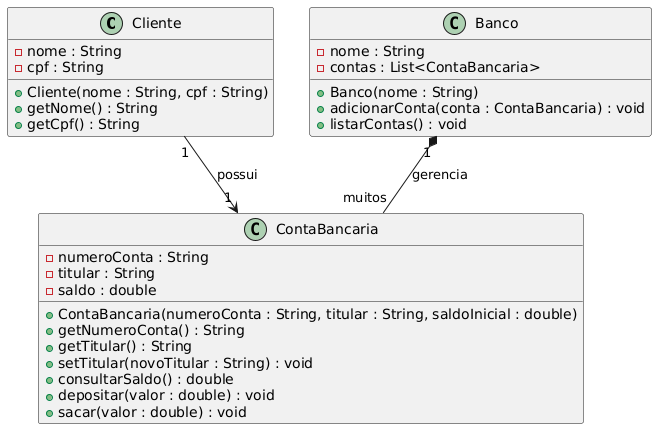 C Cliente
nome : String
cpf : String
Cliente(nome : String, cpf : String)
getNome() : String
getCpf() : String
C Banco
nome : String
contas : List<ContaBancaria>
Banco(nome : String)
adicionarConta(conta : ContaBancaria) : void
listarContas() : void
1
possui
1
1
gerencia
muitos
C ContaBancaria
numeroConta : String
titular : String
saldo : double
ContaBancaria(numeroConta : String, titular : String, saldoInicial : double)
getNumeroConta() : String
getTitular() : String
setTitular(novoTitular : String) : void
consultarSaldo() : double
depositar(valor : double) : void
sacar(valor : double) : void